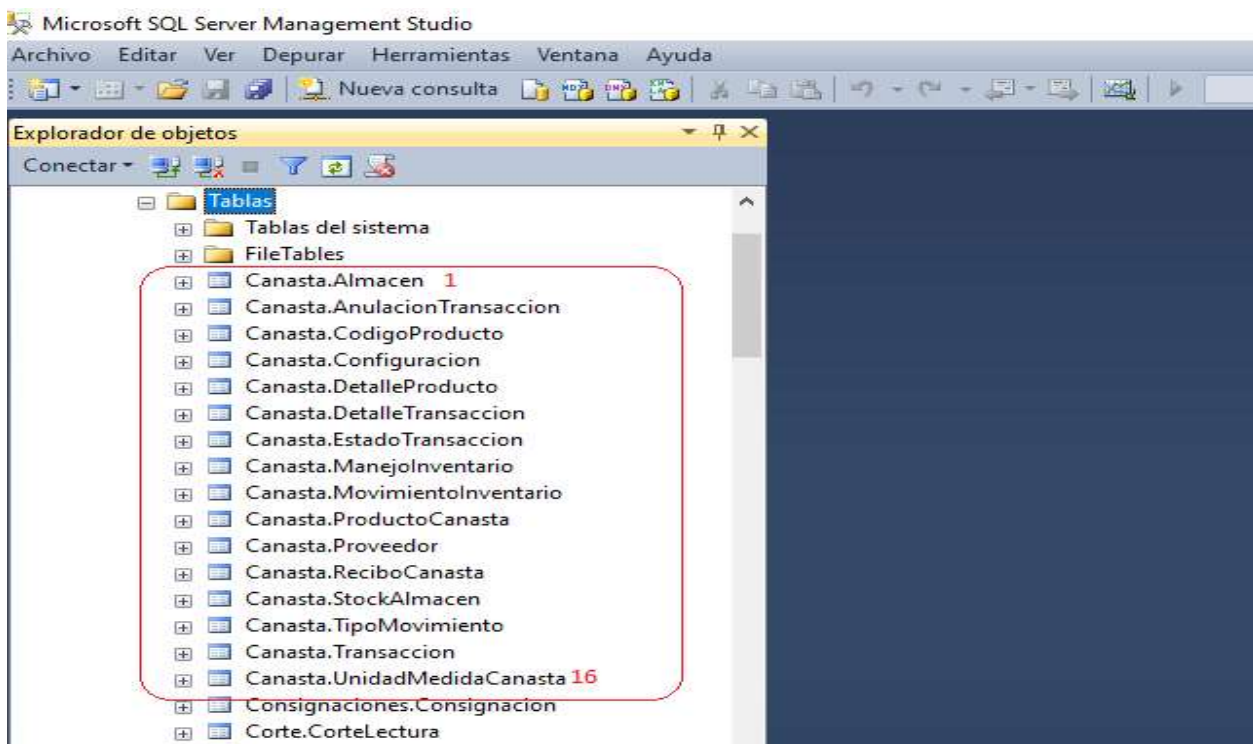 Microsoft SQL Server Management Studio
Archivo Editar Ver Depurar Herramientas Ventana Ayuda
Nueva consulta
Explorador de objetos
Conectar
Tablas
Tablas del sistema
FileTables
Canasta.Almacen 1
Canasta.AnulacionTransaccion
Canasta.CodigoProducto
Canasta.Configuracion
Canasta.DetalleProducto
Canasta.DetalleTransaccion
Canasta.EstadoTransaccion
Canasta.ManejoInventario
Canasta.MovimientoInventario
Canasta.ProductoCanasta
Canasta.Proveedor
Canasta.ReciboCanasta
Canasta.StockAlmacen
Canasta.TipoMovimiento
Canasta.Transaccion
Canasta.UnidadMedidaCanasta 16
Consignaciones.Consignacion
Corte.CorteLectura